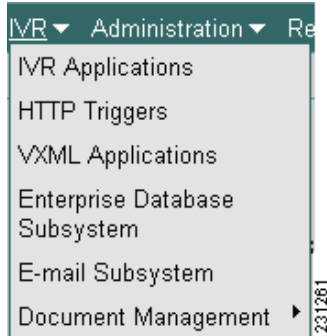 IVR ▾ Administration ▾ Re
IVR Applications
HTTP Triggers
VXML Applications
Enterprise Database
Subsystem
E-mail Subsystem
Document Management ▸
231261